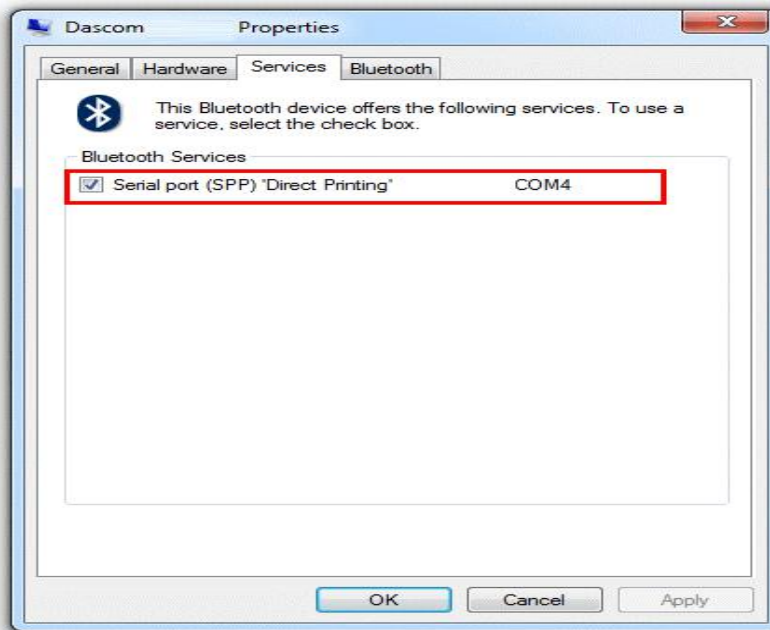 Dascom Properties
General Hardware Services Bluetooth
This Bluetooth device offers the following services. To use a
service, select the check box.
Bluetooth Services
Serial port (SPP) "Direct Printing" COM4
OK Cancel Apply